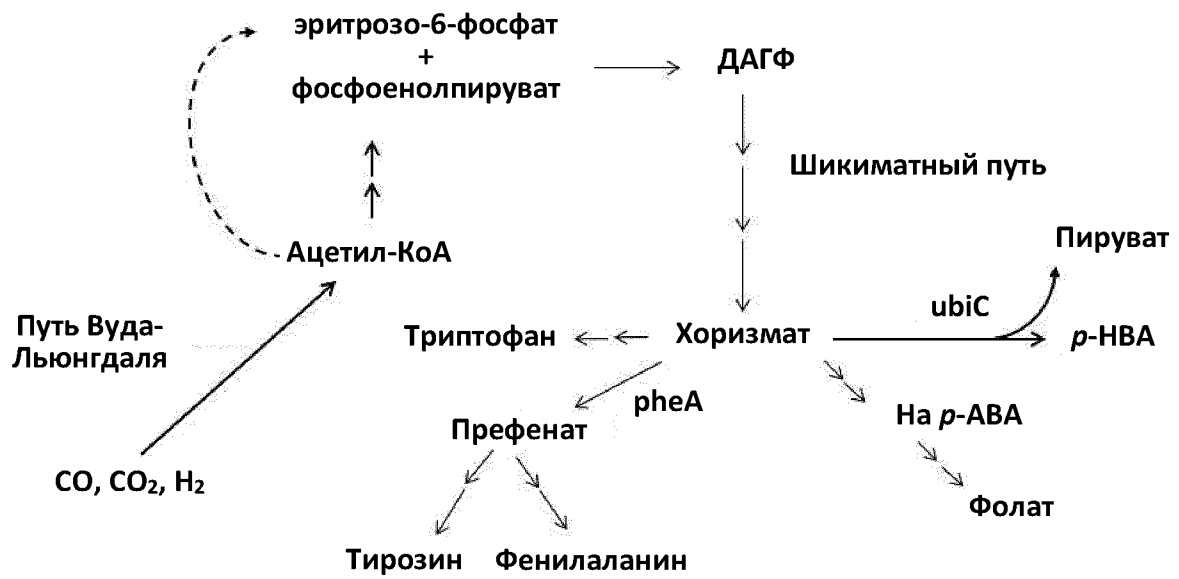 эритрозо-6-фосфат
+
фосфоенолпируват
ДАГФ
Шикиматный путь
Ацетил-КоА
Пируват
Путь Вуда-
Льюнгдаля
Триптофан
Хоризмат
ubiC
p-HBA
pheA
Префенат
На p-ABA
CO, CO₂, H₂
Фолат
Тирозин
Фенилаланин